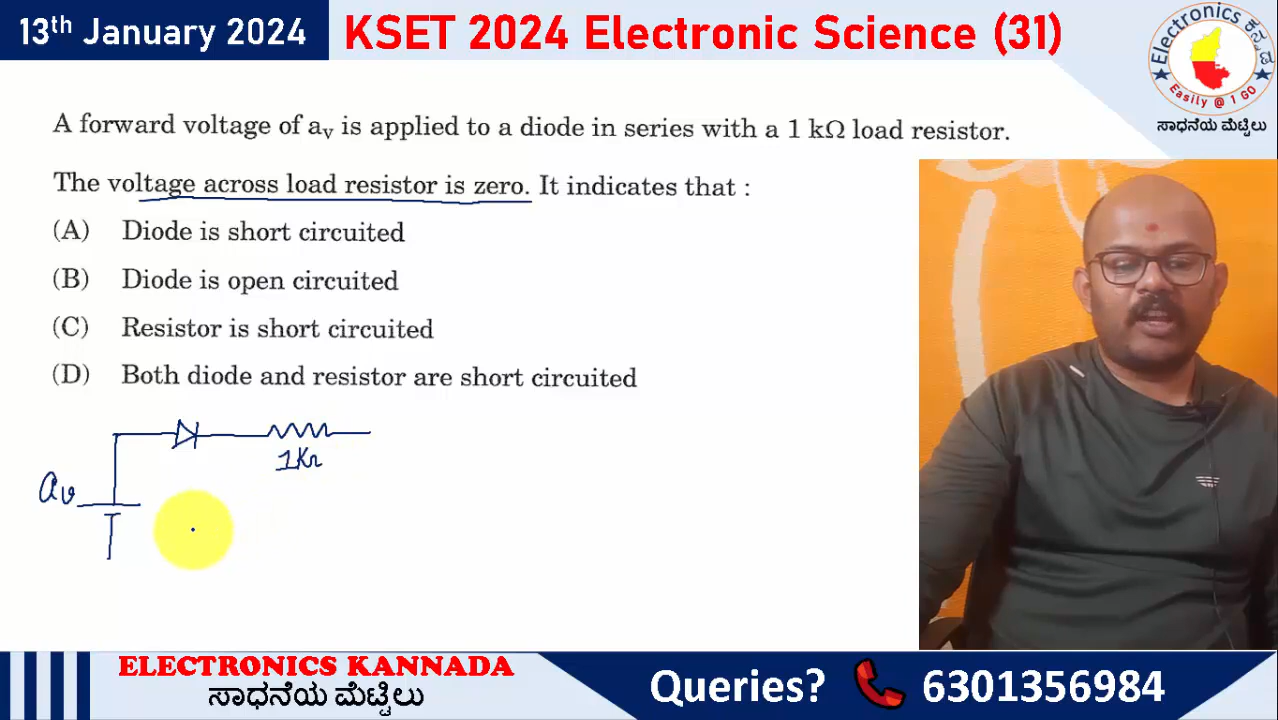 13th January 2024
KSET 2024 Electronic Science (31)
Electronics ಕನ್ನಡ
Easily @ 1 GO
ಸಾಧನೆಯ ಮೆಟ್ಟಿಲು
A forward voltage of av is applied to a diode in series with a 1 kΩ load resistor.
The voltage across load resistor is zero. It indicates that :
(A) Diode is short circuited
(B) Diode is open circuited
(C) Resistor is short circuited
(D) Both diode and resistor are short circuited
1KΩ
av
ELECTRONICS KANNADA
ಸಾಧನೆಯ ಮೆಟ್ಟಿಲು
Queries? 6301356984